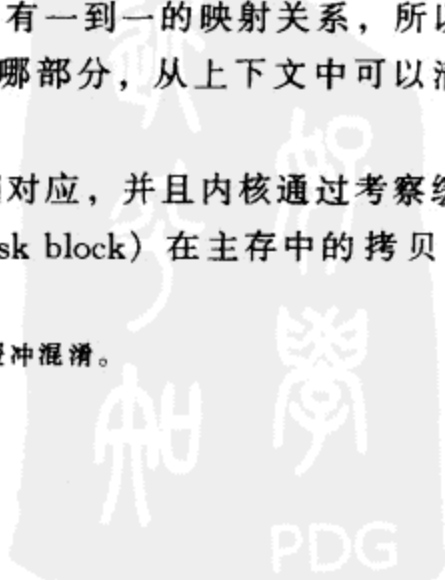 有一到一的映射关系，所
哪部分，从上下文中可以
对应，并且内核通过考察
sk block）在主存中的拷贝
冲混淆。
PDG